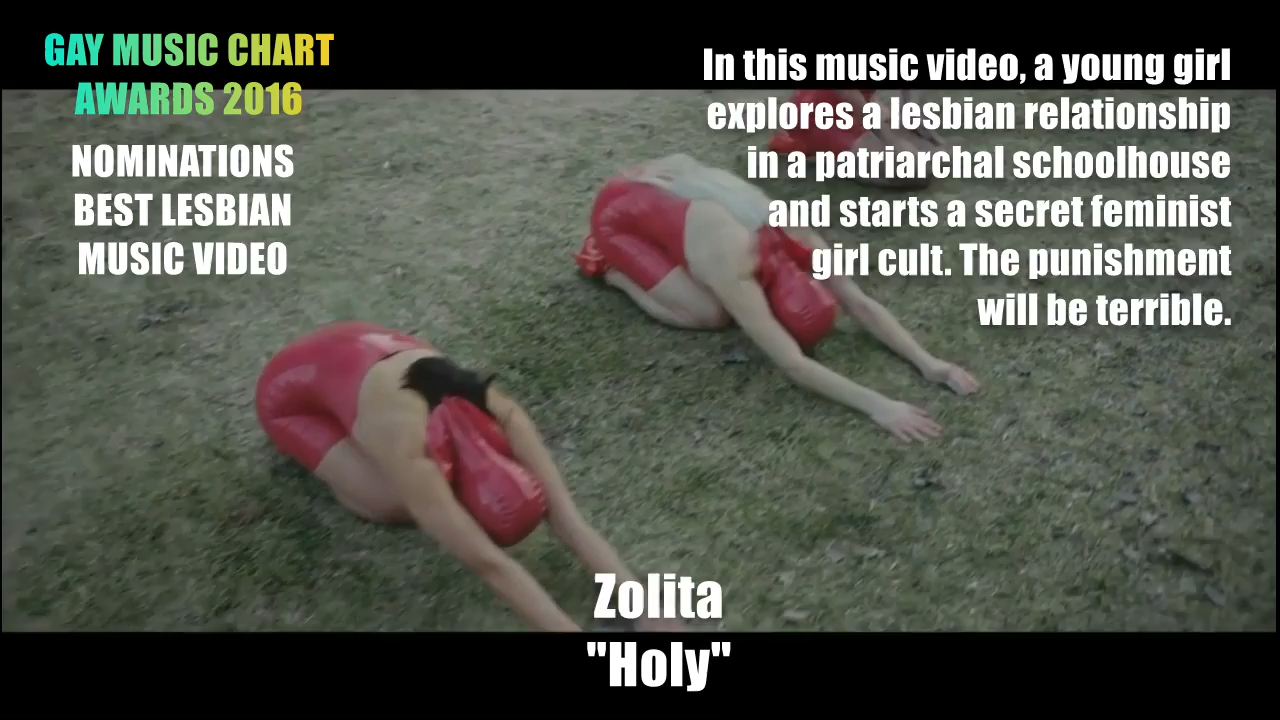 GAY MUSIC CHART
AWARDS 2016
NOMINATIONS
BEST LESBIAN
MUSIC VIDEO
In this music video, a young girl
explores a lesbian relationship
in a patriarchal schoolhouse
and starts a secret feminist
girl cult. The punishment
will be terrible.
Zolita
"Holy"